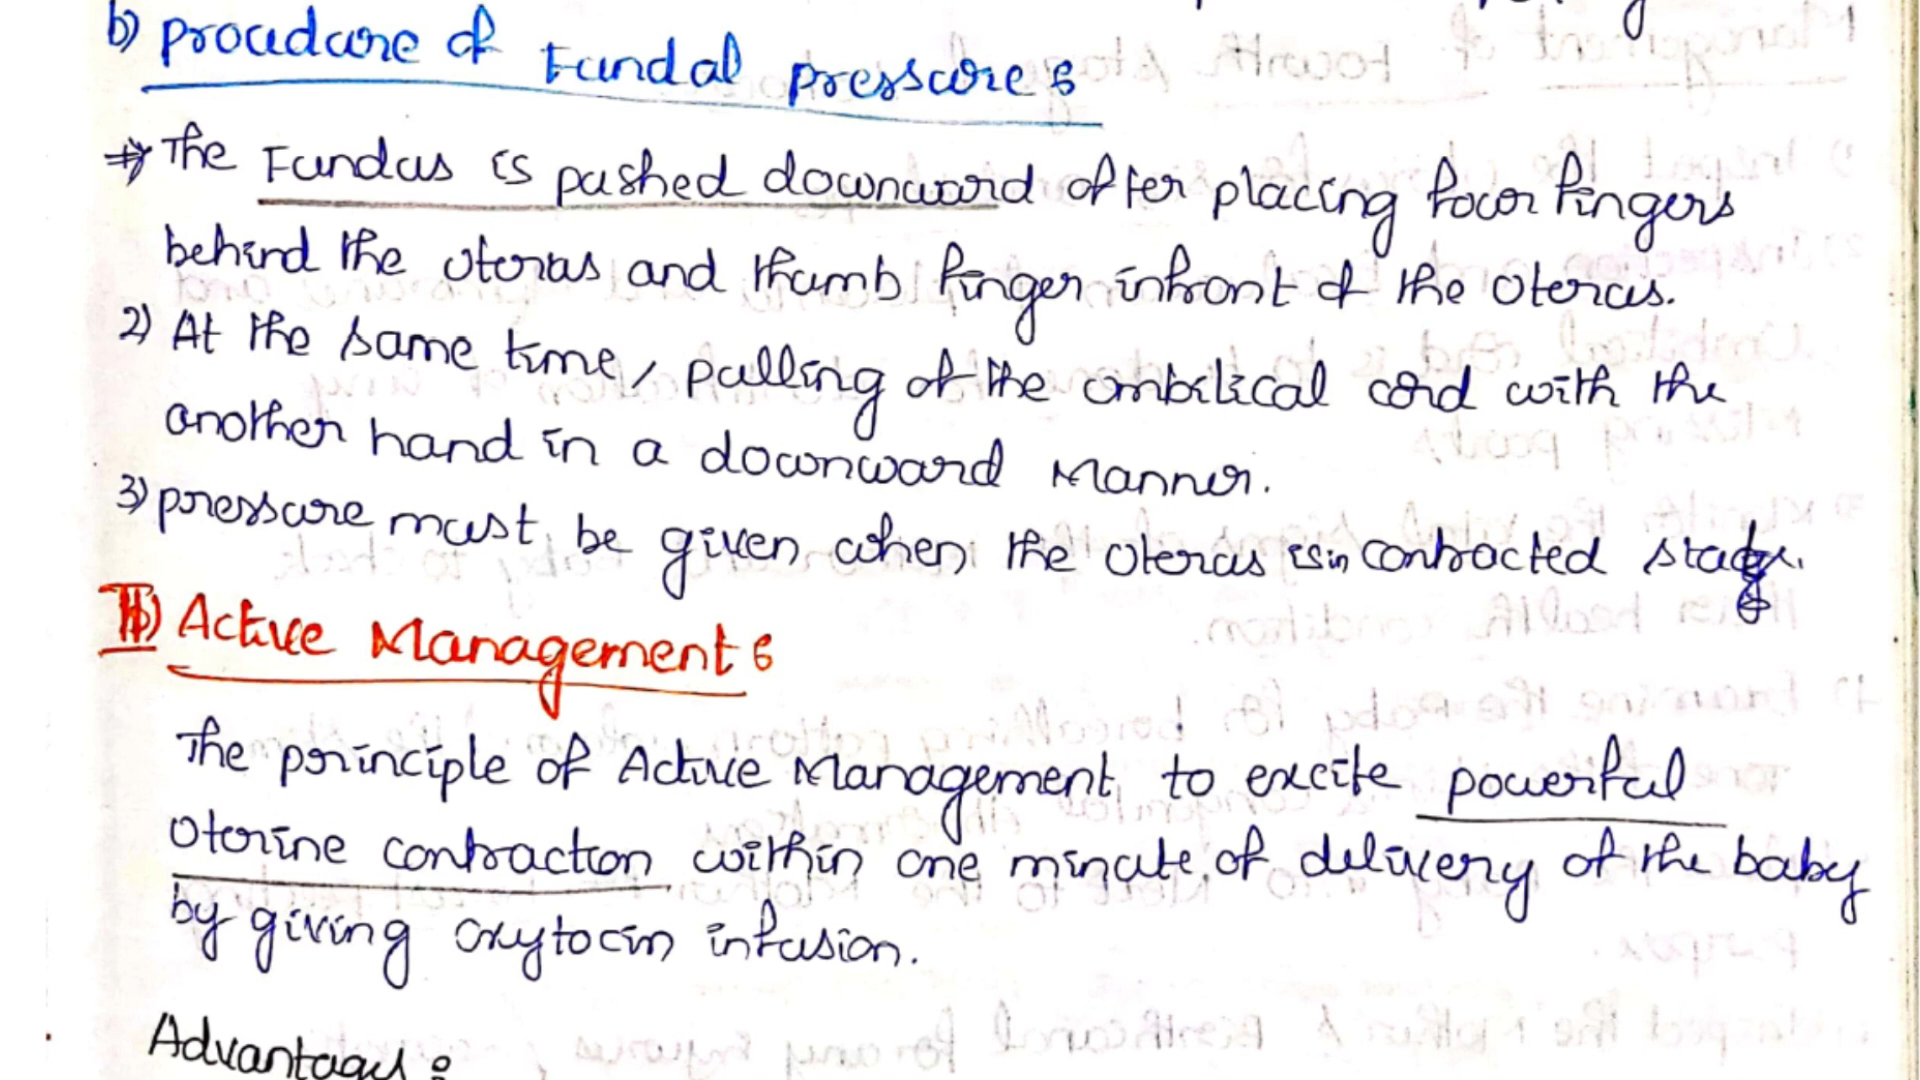 b) procedure of Fundal pressure :
⇒ The Fundus is pushed downward after placing four fingers
behind the uterus and thumb finger infront of the uterus.
2) At the same time, pulling of the umbilical cord with the
another hand in a downward Manner.
3) pressure must be given when the uterus is in contracted stage.
II) Active Management :
The principle of Active Management to excite powerful
uterine contraction within one minute of delivery of the baby
by giving oxytocin infusion.
Advantages :